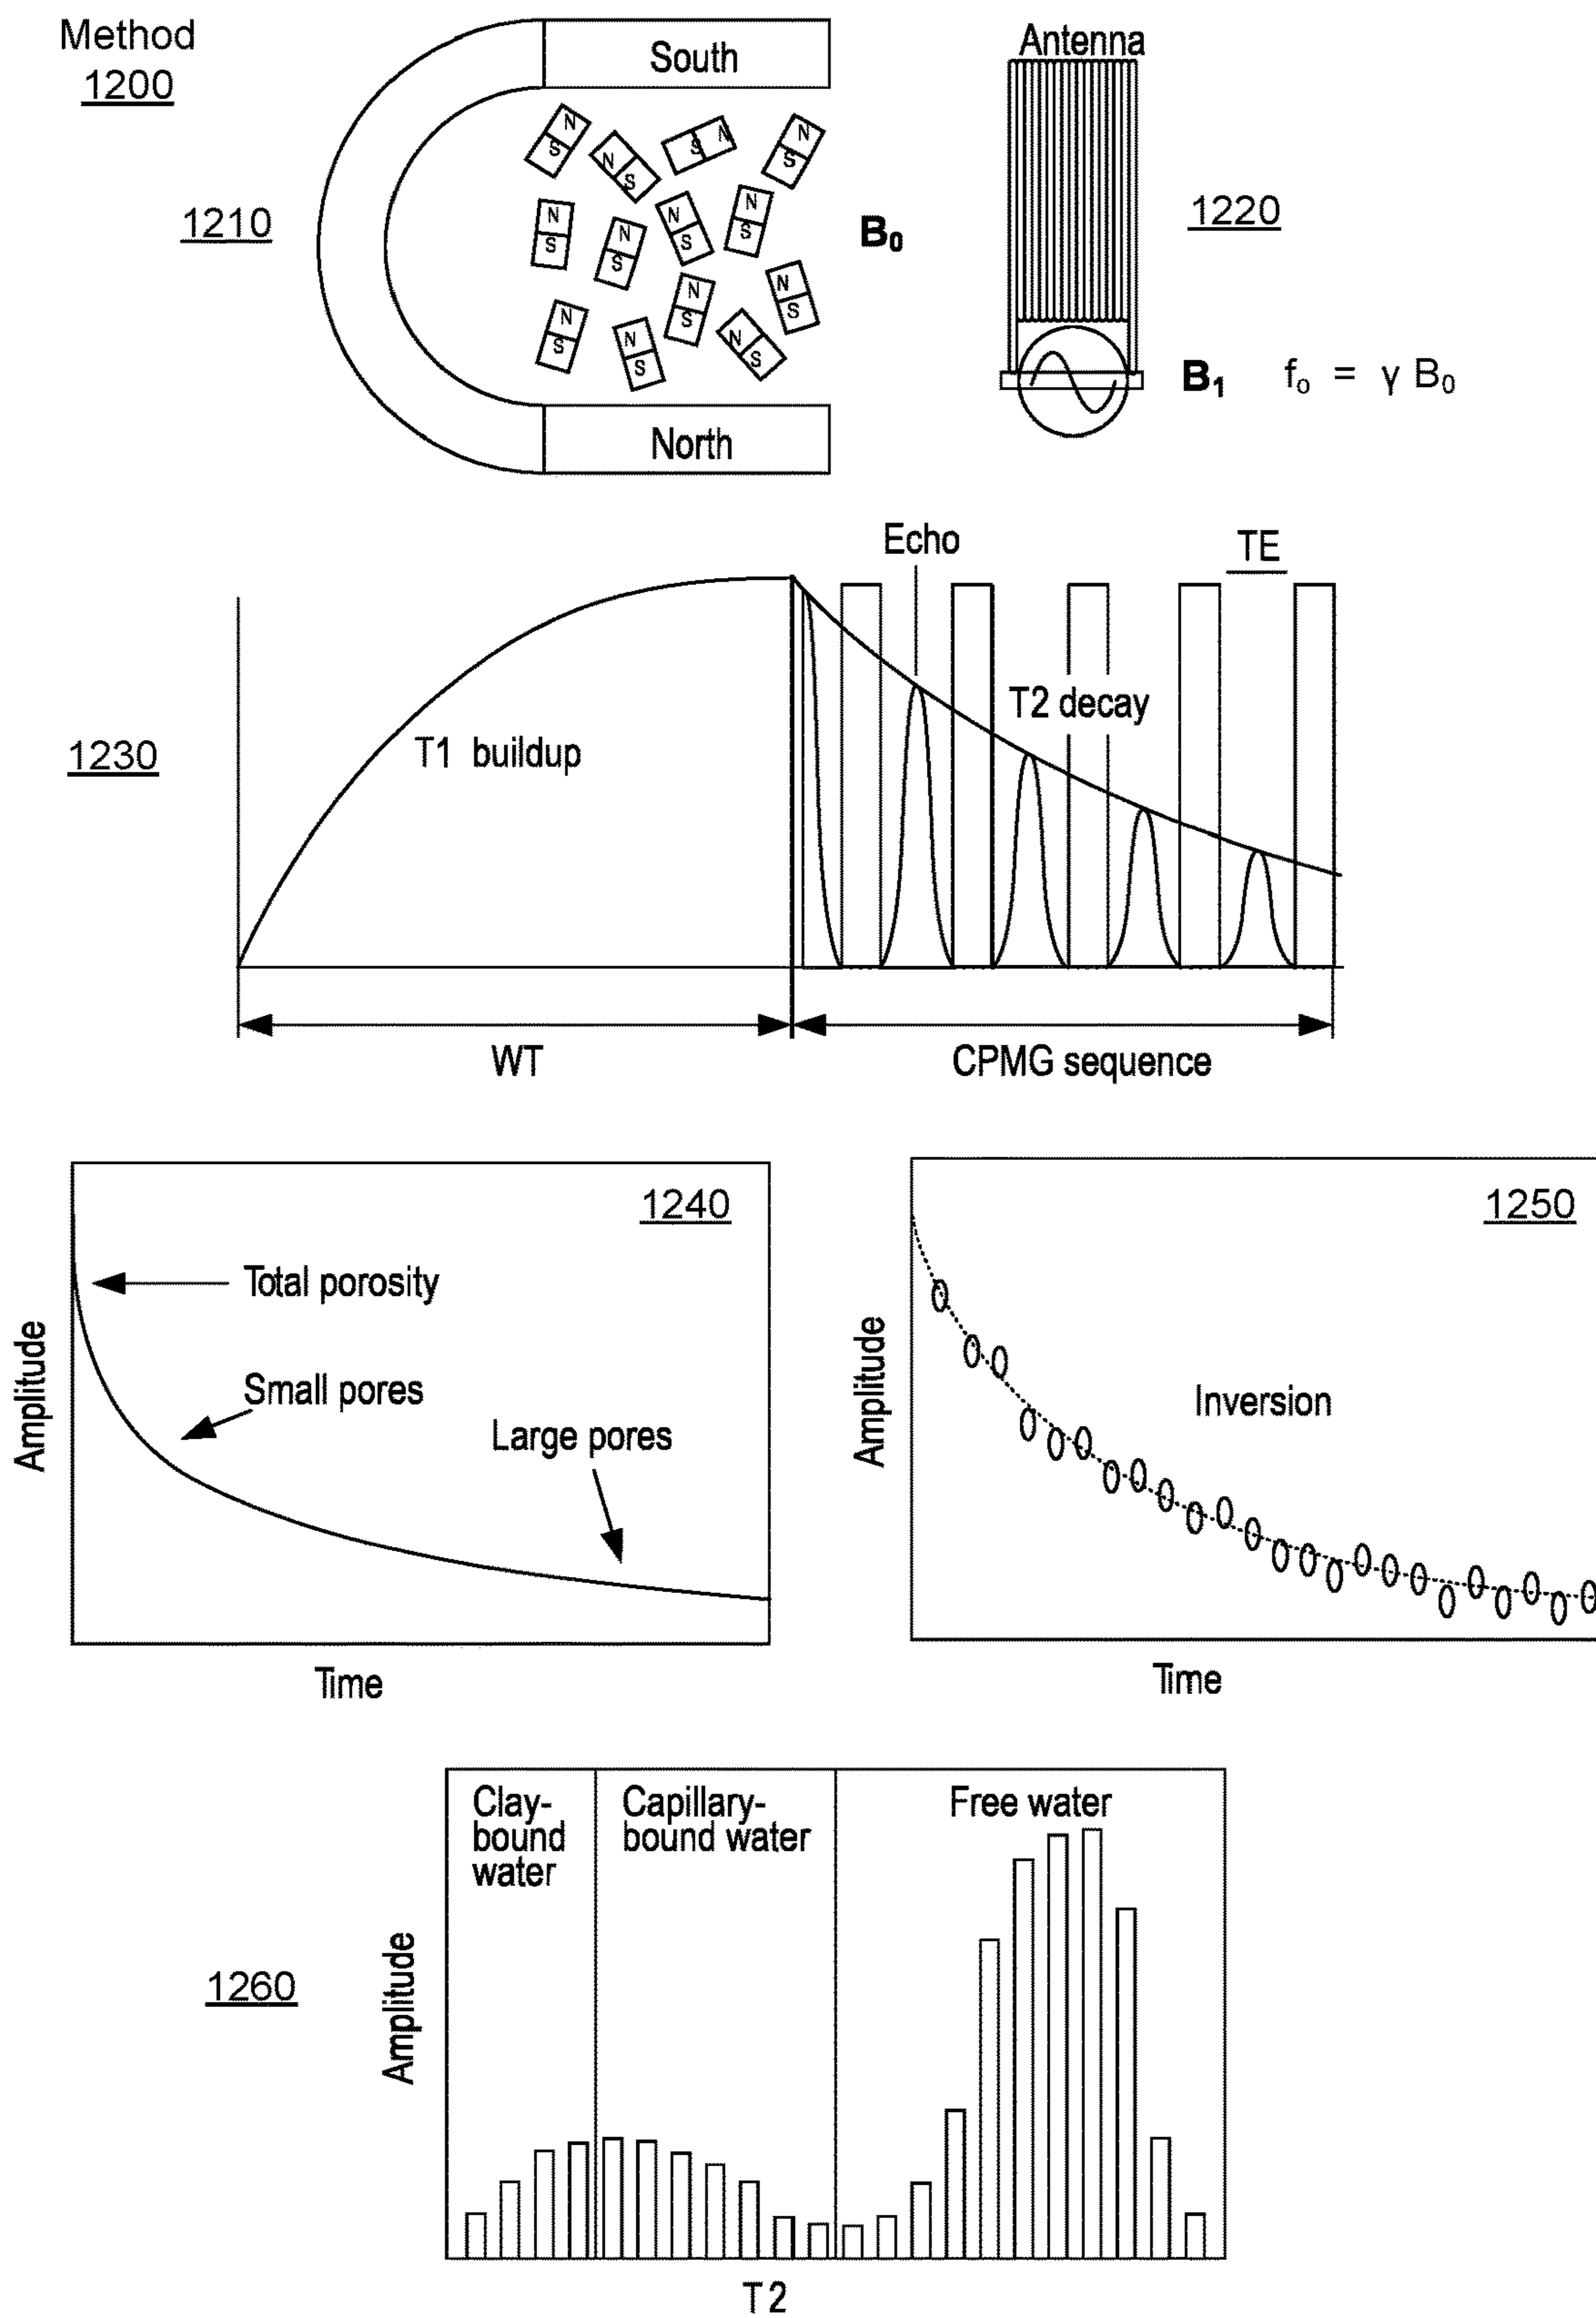 Method
1200
South
Antenna
N
S
N
S
S
N
N
S
1210
N
S
N
S
N
S
N
S
B₀
1220
N
S
N
S
N
S
N
S
N
S
B₁
f₀ = γ B₀
North
Echo
TE
T2 decay
T1 buildup
1230
WT
CPMG sequence
1240
Total porosity
Small pores
Large pores
Amplitude
Time
1250
Inversion
Amplitude
Time
Clay-
bound
water
Capillary-
bound water
Free water
1260
Amplitude
T2